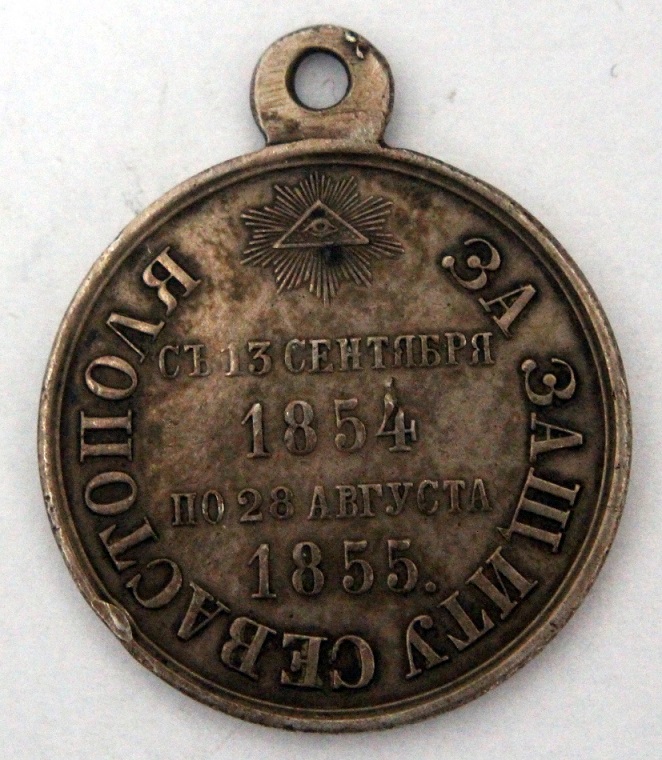 ЗА ЗАЩИТУ СЕВАСТОПОЛЯ
СЪ 13 СЕНТЯБРЯ
1854
ПО 28 АВГУСТА
1855.